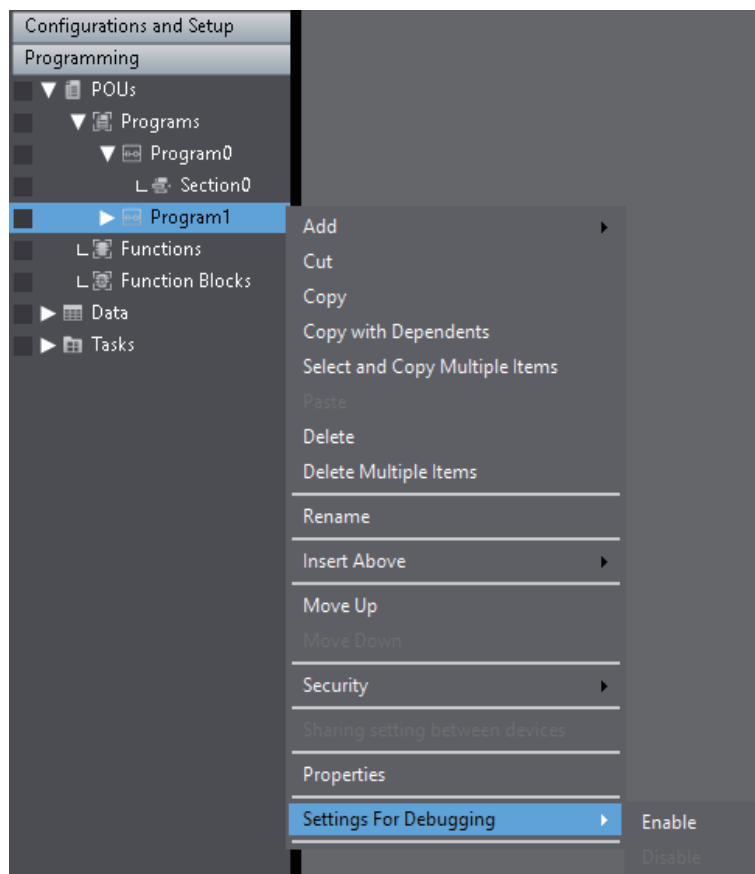 Configurations and Setup
Programming
POUs
Programs
Program0
Section0
Program1
Functions
Function Blocks
Data
Tasks
Add
Cut
Copy
Copy with Dependents
Select and Copy Multiple Items
Paste
Delete
Delete Multiple Items
Rename
Insert Above
Move Up
Move Down
Security
Sharing setting between devices
Properties
Settings For Debugging
Enable
Disable